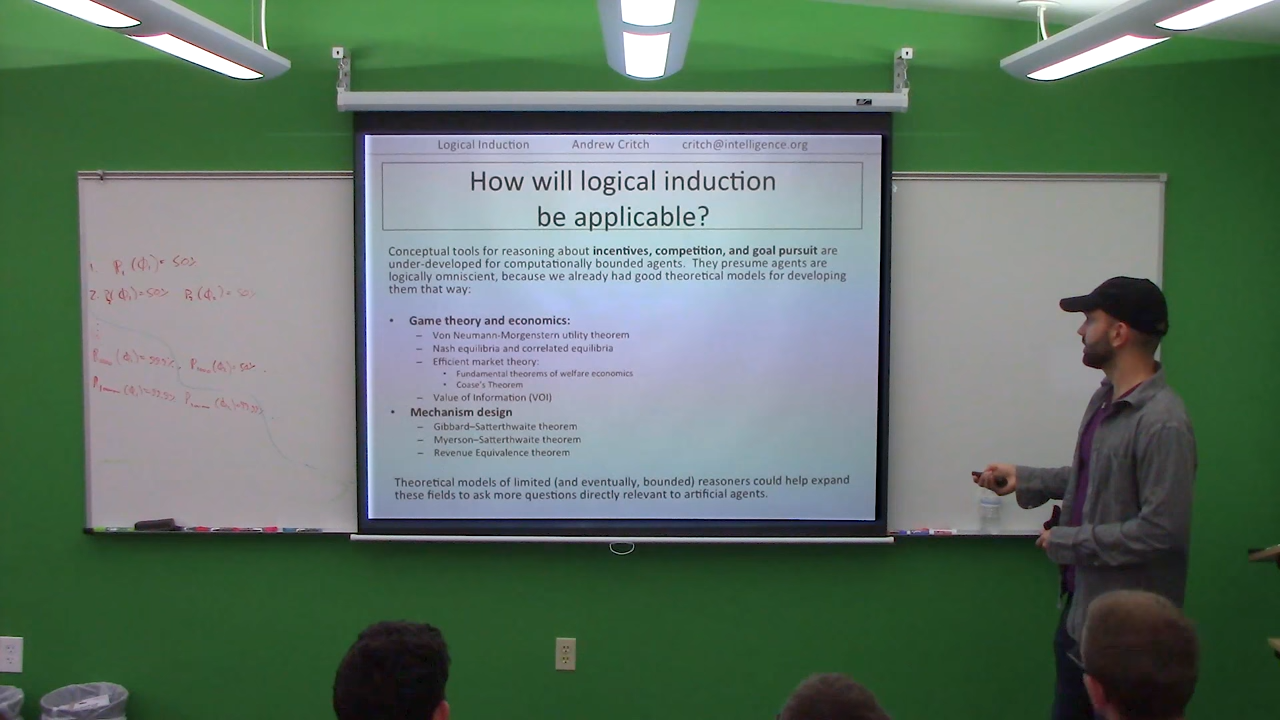 Logical Induction Andrew Critch critch@intelligence.org
How will logical induction
be applicable?
Conceptual tools for reasoning about incentives, competition, and goal pursuit are
under-developed for computationally bounded agents. They presume agents are
logically omniscient, because we already had good theoretical models for developing
them that way:
• Game theory and economics:
– Von Neumann-Morgenstern utility theorem
– Nash equilibria and correlated equilibria
– Efficient market theory:
• Fundamental theorems of welfare economics
• Coase's Theorem
– Value of Information (VOI)
• Mechanism design
– Gibbard–Satterthwaite theorem
– Myerson–Satterthwaite theorem
– Revenue Equivalence theorem
Theoretical models of limited (and eventually, bounded) reasoners could help expand
these fields to ask more questions directly relevant to artificial agents.
1.
2.